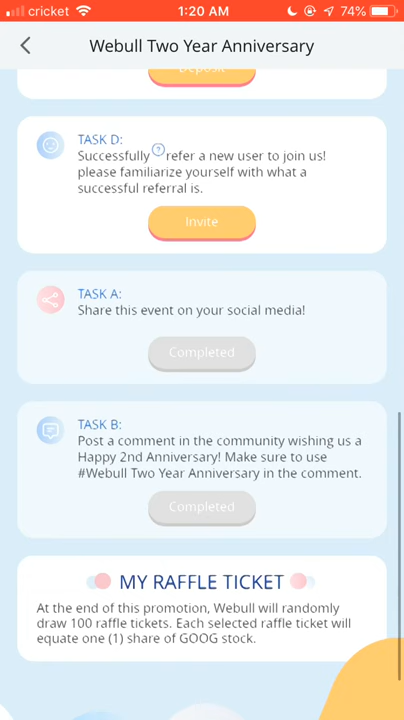 cricket 1:20 AM 74%
Webull Two Year Anniversary
Deposit
TASK D:
Successfully ? refer a new user to join us!
please familiarize yourself with what a
successful referral is.
Invite
TASK A:
Share this event on your social media!
Completed
TASK B:
Post a comment in the community wishing us a
Happy 2nd Anniversary! Make sure to use
#Webull Two Year Anniversary in the comment.
Completed
MY RAFFLE TICKET
At the end of this promotion, Webull will randomly
draw 100 raffle tickets. Each selected raffle ticket will
equate one (1) share of GOOG stock.